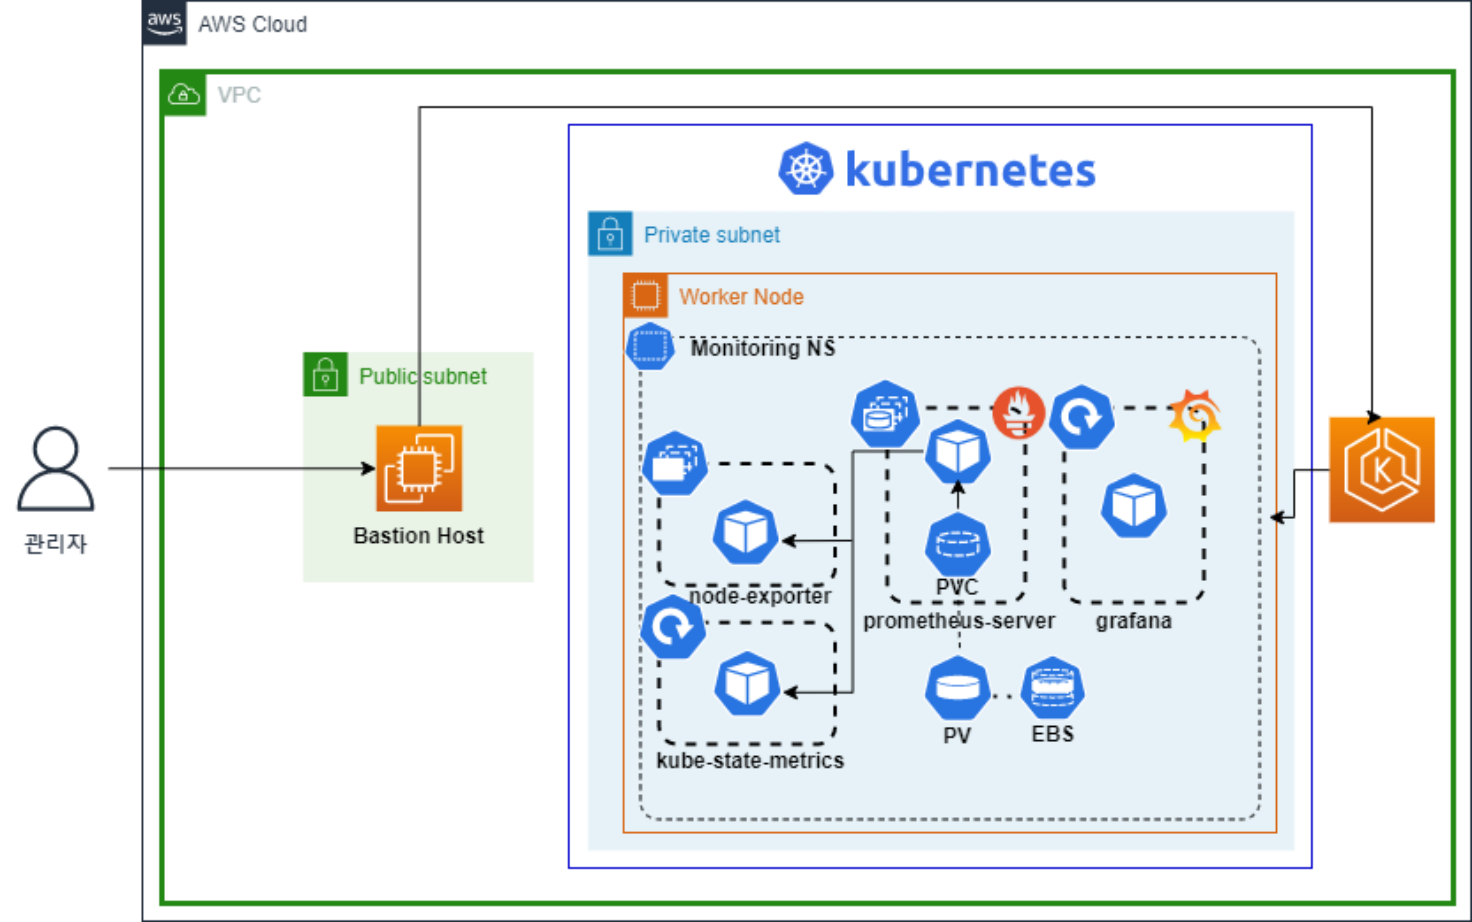 aws
AWS Cloud
VPC
kubernetes
Private subnet
Worker Node
Monitoring NS
Public subnet
Bastion Host
관리자
K
node-exporter
PVC
prometheus-server
grafana
kube-state-metrics
PV
EBS